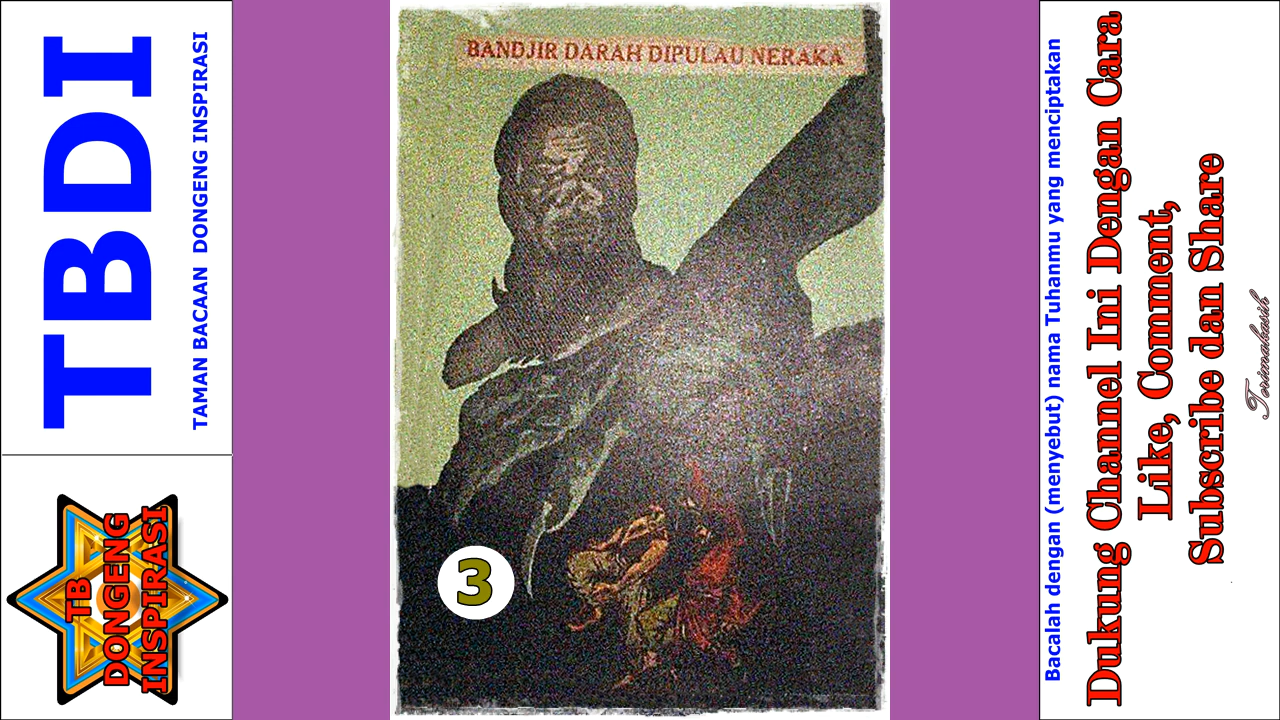 TBDI
TAMAN BACAAN DONGENG INSPIRASI
TB
DONGENG
INSPIRASI
BANDJIR DARAH DIPULAU NERAKA
3
Bacalah dengan (menyebut) nama Tuhanmu yang menciptakan
Dukung Channel Ini Dengan Cara
Like, Comment,
Subscribe dan Share
Terimakasih